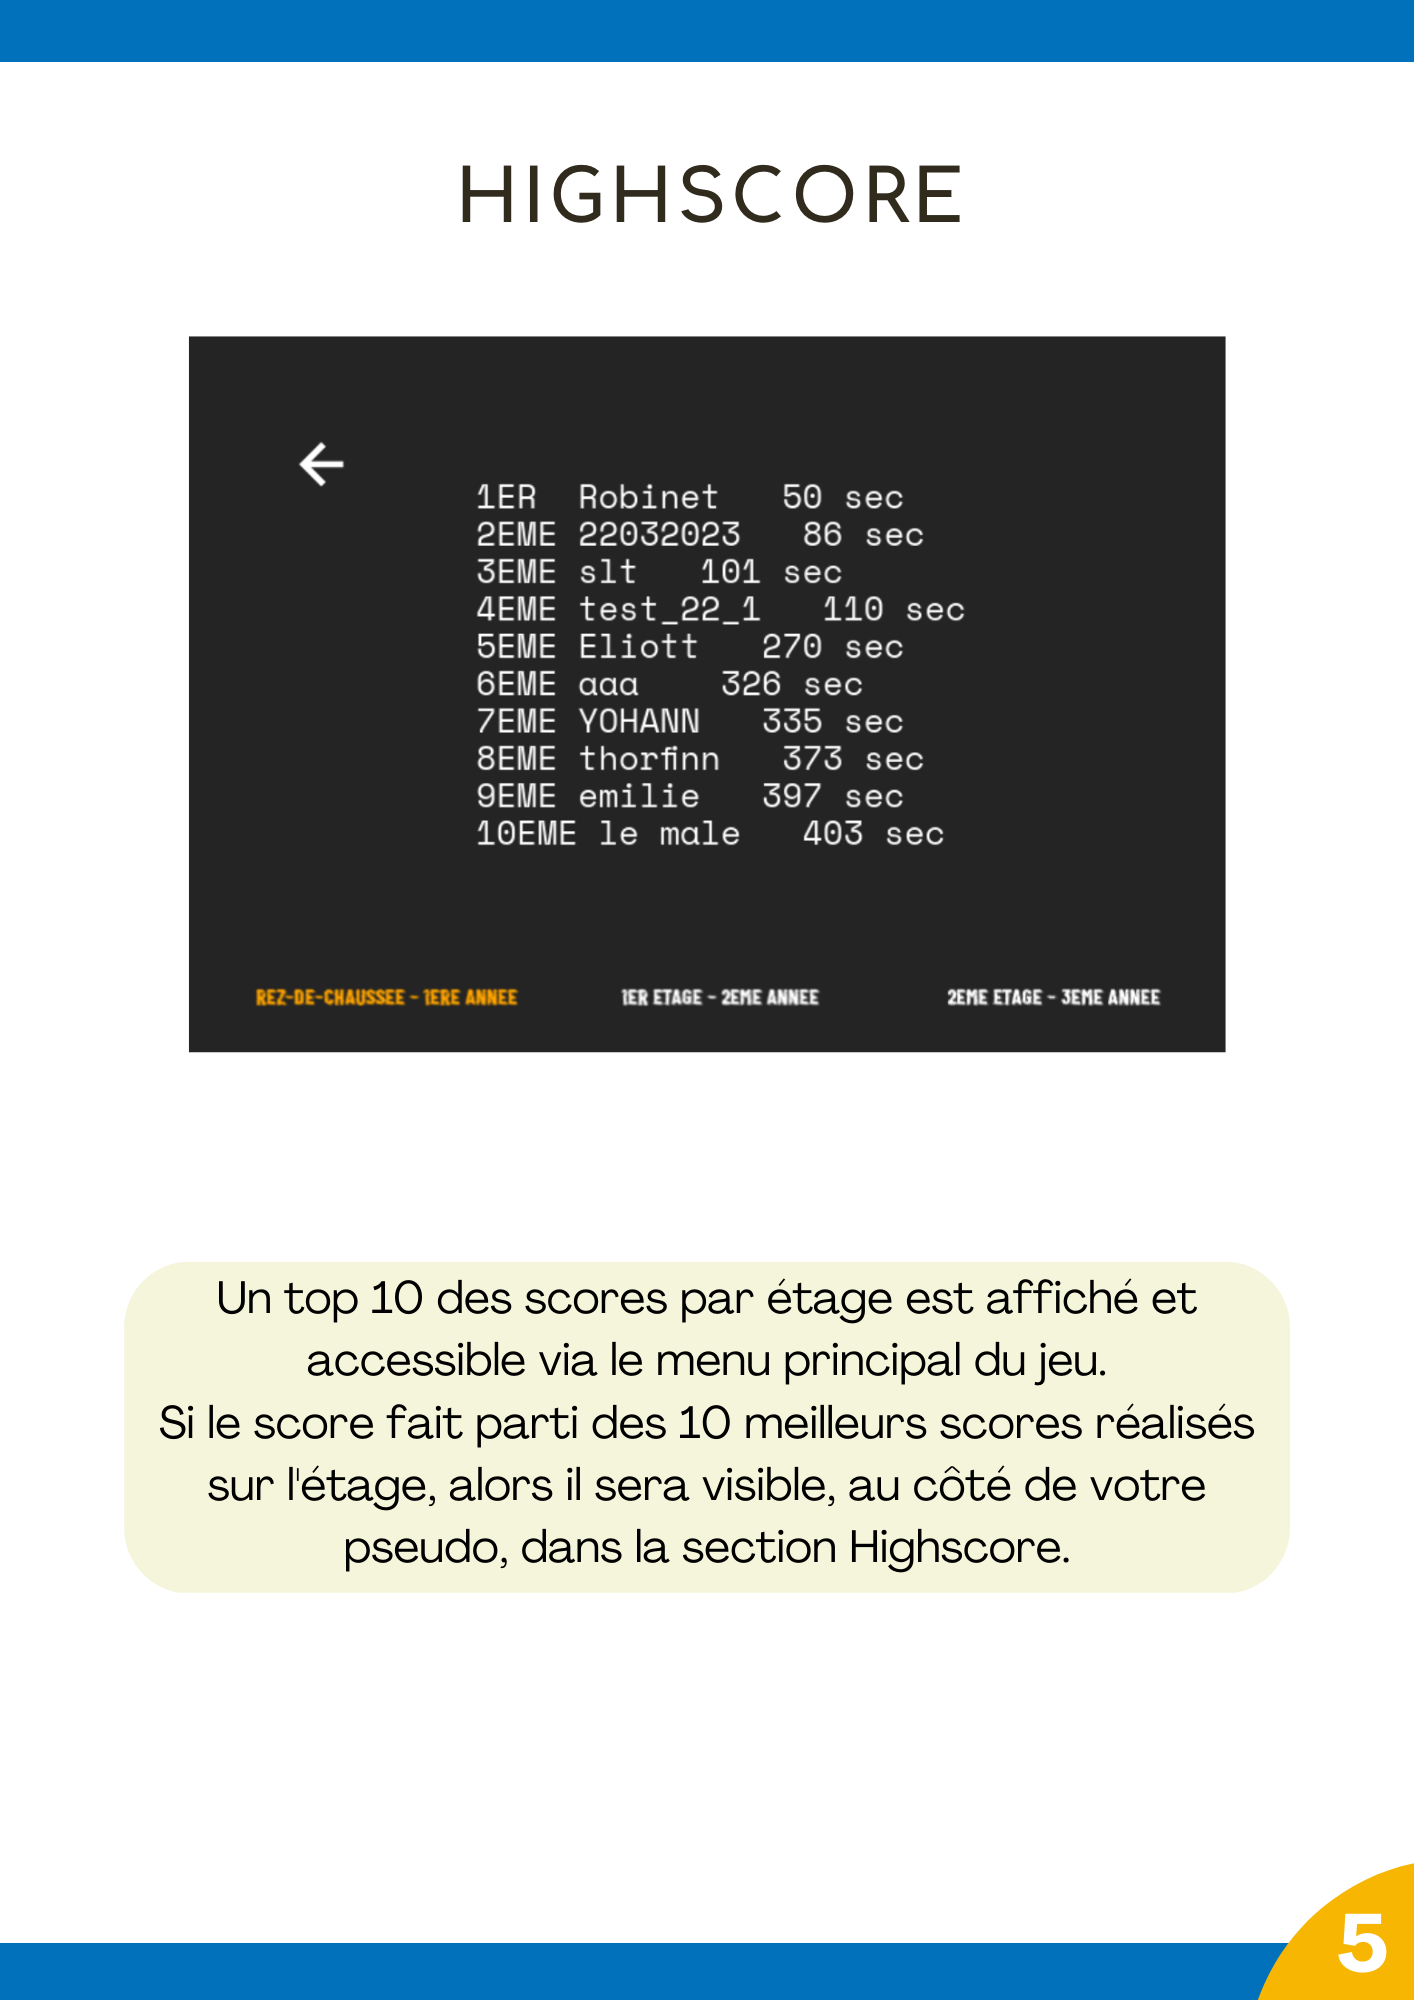 HIGHSCORE
1ER Robinet 50 sec
2EME 22032023 86 sec
3EME slt 101 sec
4EME test_22_1 110 sec
5EME Eliott 270 sec
6EME aaa 326 sec
7EME YOHANN 335 sec
8EME thorfinn 373 sec
9EME emilie 397 sec
10EME le male 403 sec
REZ-DE-CHAUSSEE - 1ERE ANNEE
1ER ETAGE - 2EME ANNEE
2EME ETAGE - 3EME ANNEE
Un top 10 des scores par étage est affiché et
accessible via le menu principal du jeu.
Si le score fait parti des 10 meilleurs scores réalisés
sur l'étage, alors il sera visible, au côté de votre
pseudo, dans la section Highscore.
5